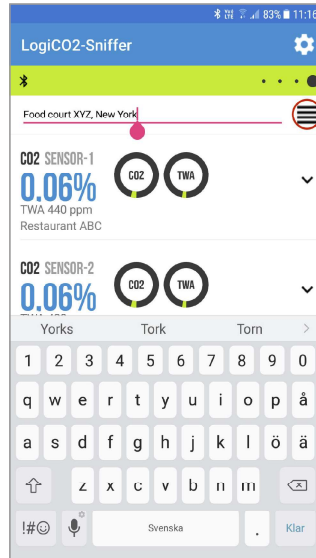 83% 11:16
LogiCO2-Sniffer
Food court XYZ, New York
CO2 SENSOR-1
0.06%
CO2 TWA
TWA 440 ppm
Restaurant ABC
CO2 SENSOR-2
0.06%
CO2 TWA
Yorks Tork Torn
1 2 3 4 5 6 7 8 9 0
q w e r t y u i o p å
a s d f g h j k l ö ä
z x c v b n m
!#☺ Svenska . Klar